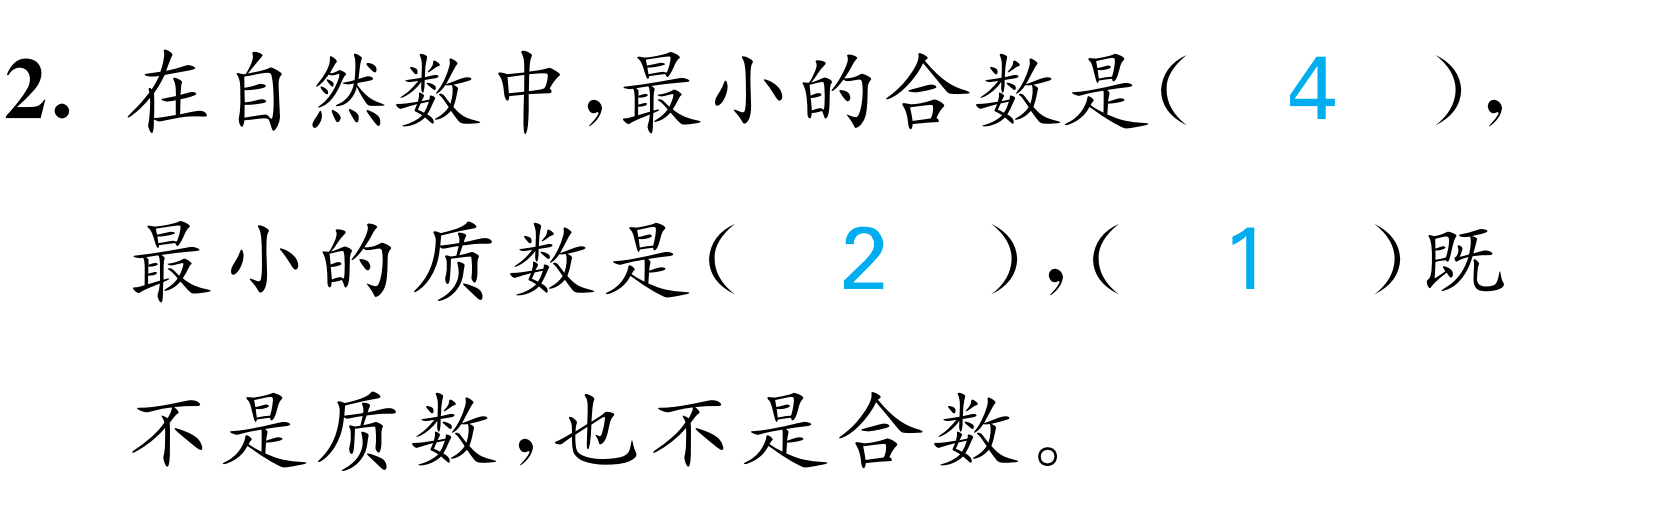 2. 在自然数中,最小的合数是( 4 ),
最小的质数是( 2 ),( 1 )既
不是质数,也不是合数。